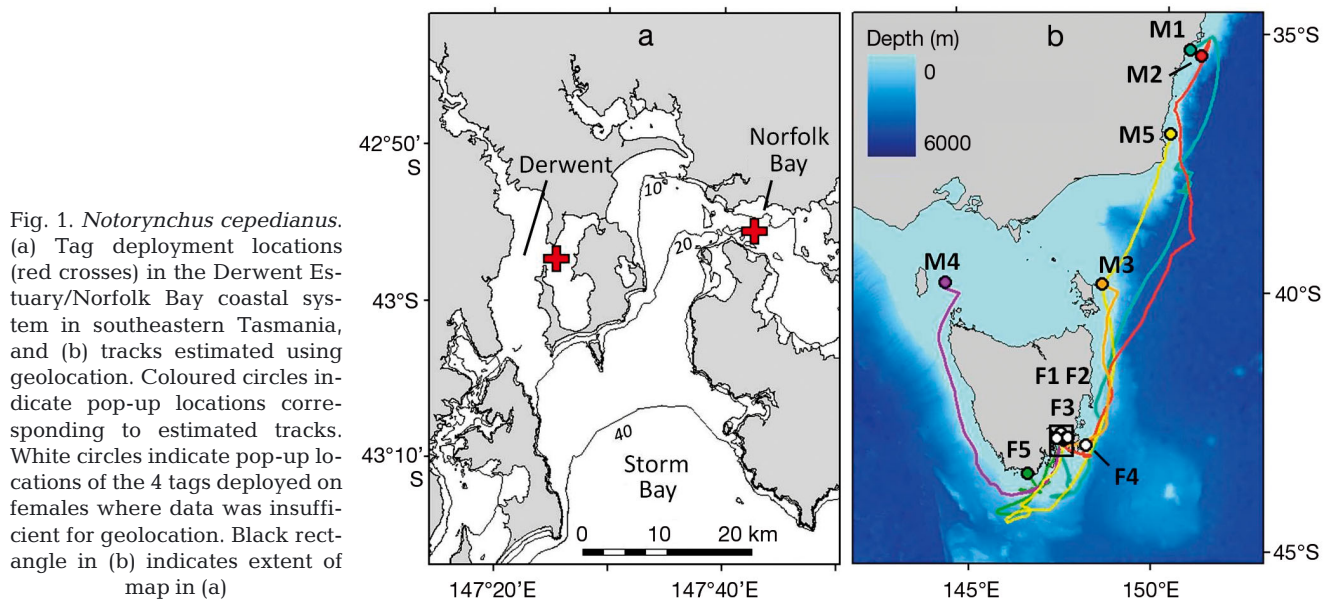 Fig. 1. Notorynchus cepedianus.
(a) Tag deployment locations
(red crosses) in the Derwent Es-
tuary/Norfolk Bay coastal sys-
tem in southeastern Tasmania,
and (b) tracks estimated using
geolocation. Coloured circles in-
dicate pop-up locations corre-
sponding to estimated tracks.
White circles indicate pop-up lo-
cations of the 4 tags deployed on
females where data was insuffi-
cient for geolocation. Black rect-
angle in (b) indicates extent of
map in (a)
a
42°50'
S
43°S
43°10'
S
Derwent
Norfolk
Bay
10
20
40
Storm
Bay
0 10 20 km
147°20'E 147°40'E
b
Depth (m)
0
6000
M1
M2
M5
M4
M3
F1 F2
F3
F5
F4
35°S
40°S
45°S
145°E 150°E